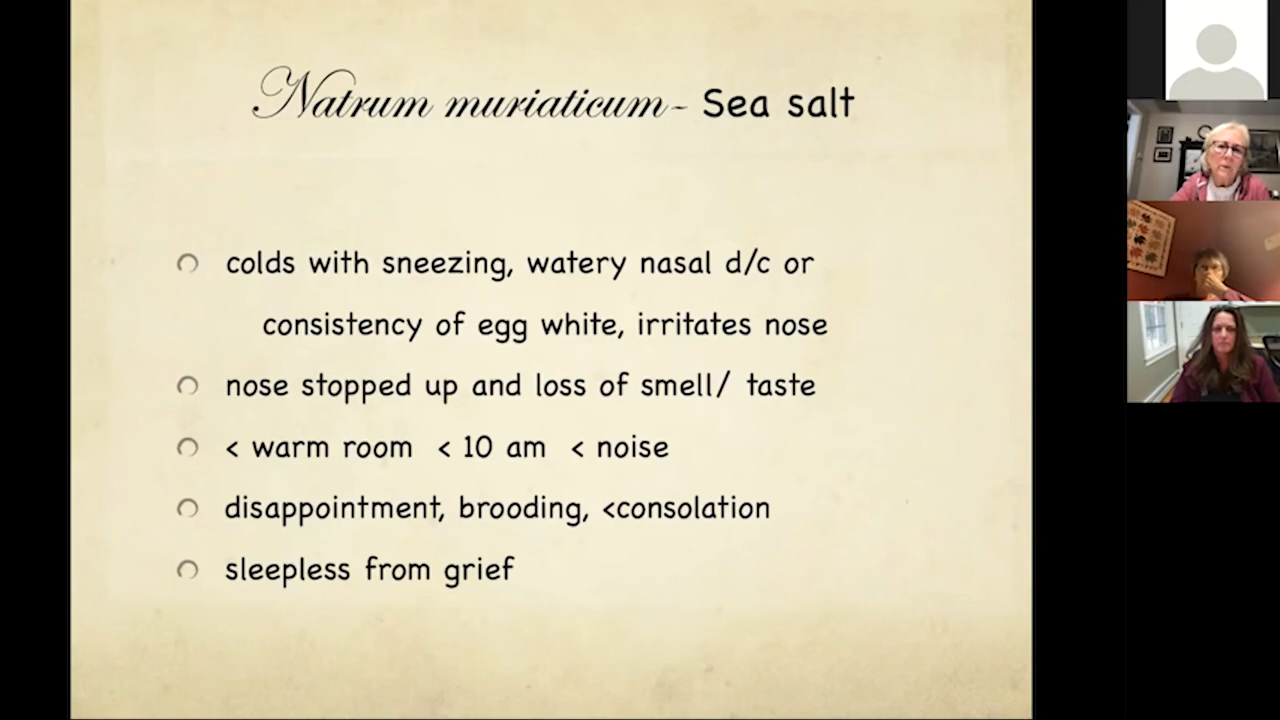 Natrum muriaticum- Sea salt
colds with sneezing, watery nasal d/c or
consistency of egg white, irritates nose
nose stopped up and loss of smell/ taste
< warm room < 10 am < noise
disappointment, brooding, <consolation
sleepless from grief